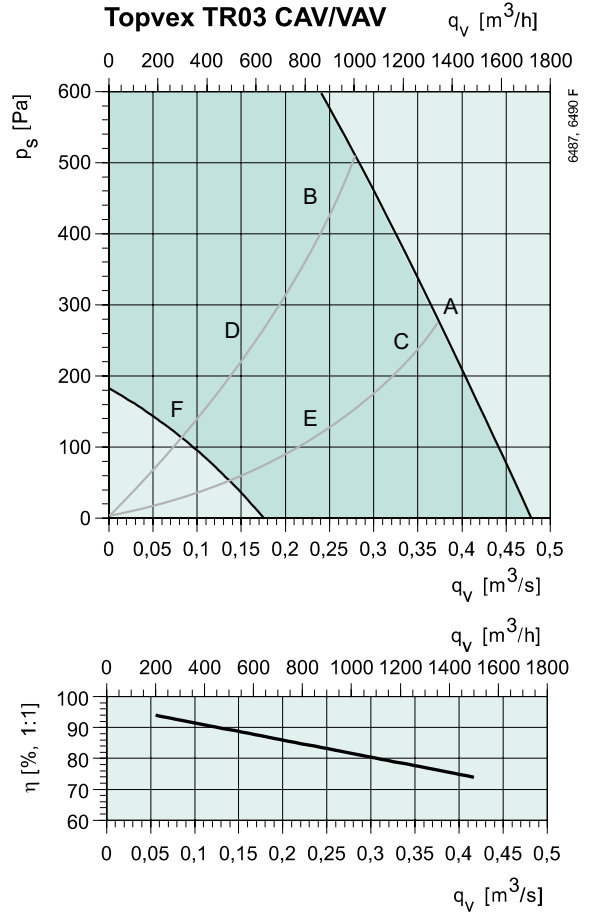 Topvex TR03 CAV/VAV
qv [m³/h]
0 200 400 600 800 1000 1200 1400 1600 1800
ps [Pa]
600
500
400
300
200
100
0
B
A
D
C
F
E
6487, 6490 F
0 0,05 0,1 0,15 0,2 0,25 0,3 0,35 0,4 0,45 0,5
qv [m³/s]
qv [m³/h]
0 200 400 600 800 1000 1200 1400 1600 1800
η [%, 1:1]
100
90
80
70
60
0 0,05 0,1 0,15 0,2 0,25 0,3 0,35 0,4 0,45 0,5
qv [m³/s]